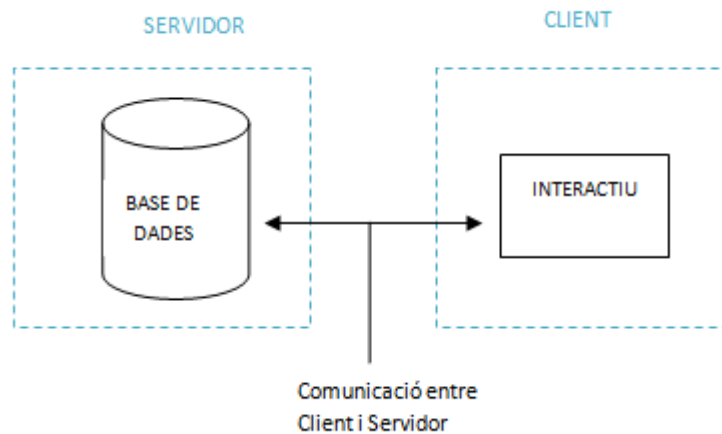 SERVIDOR
CLIENT
BASE DE
DADES
INTERACTIU
Comunicació entre
Client i Servidor